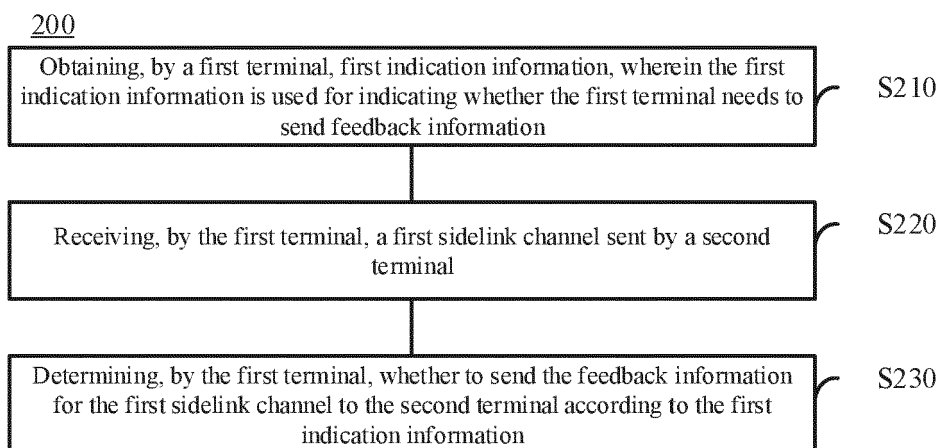 200
Obtaining, by a first terminal, first indication information, wherein the first
indication information is used for indicating whether the first terminal needs to
send feedback information
S210
Receiving, by the first terminal, a first sidelink channel sent by a second
terminal
S220
Determining, by the first terminal, whether to send the feedback information
for the first sidelink channel to the second terminal according to the first
indication information
S230